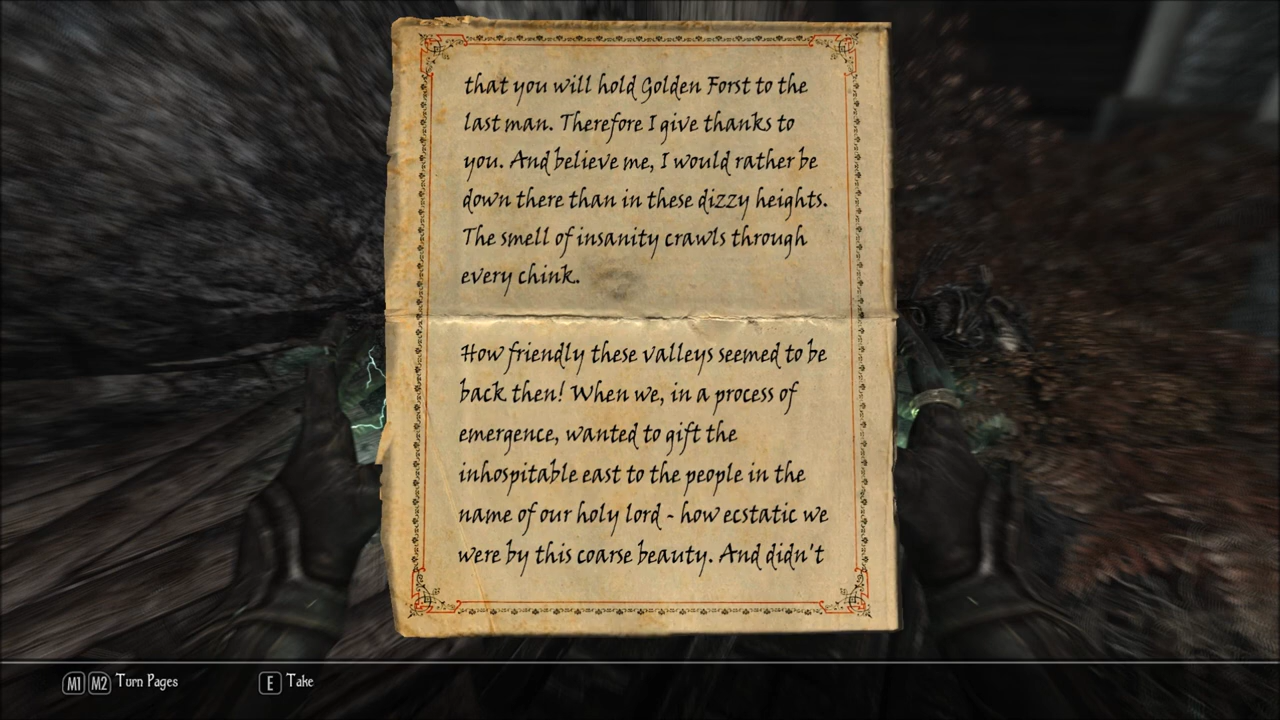 that you will hold Golden Forst to the
last man. Therefore I give thanks to
you. And believe me, I would rather be
down there than in these dizzy heights.
The smell of insanity crawls through
every chink.
How friendly these valleys seemed to be
back then! When we, in a process of
emergence, wanted to gift the
inhospitable east to the people in the
name of our holy lord - how ecstatic we
were by this coarse beauty. And didn't
M1 M2 Turn Pages
E Take